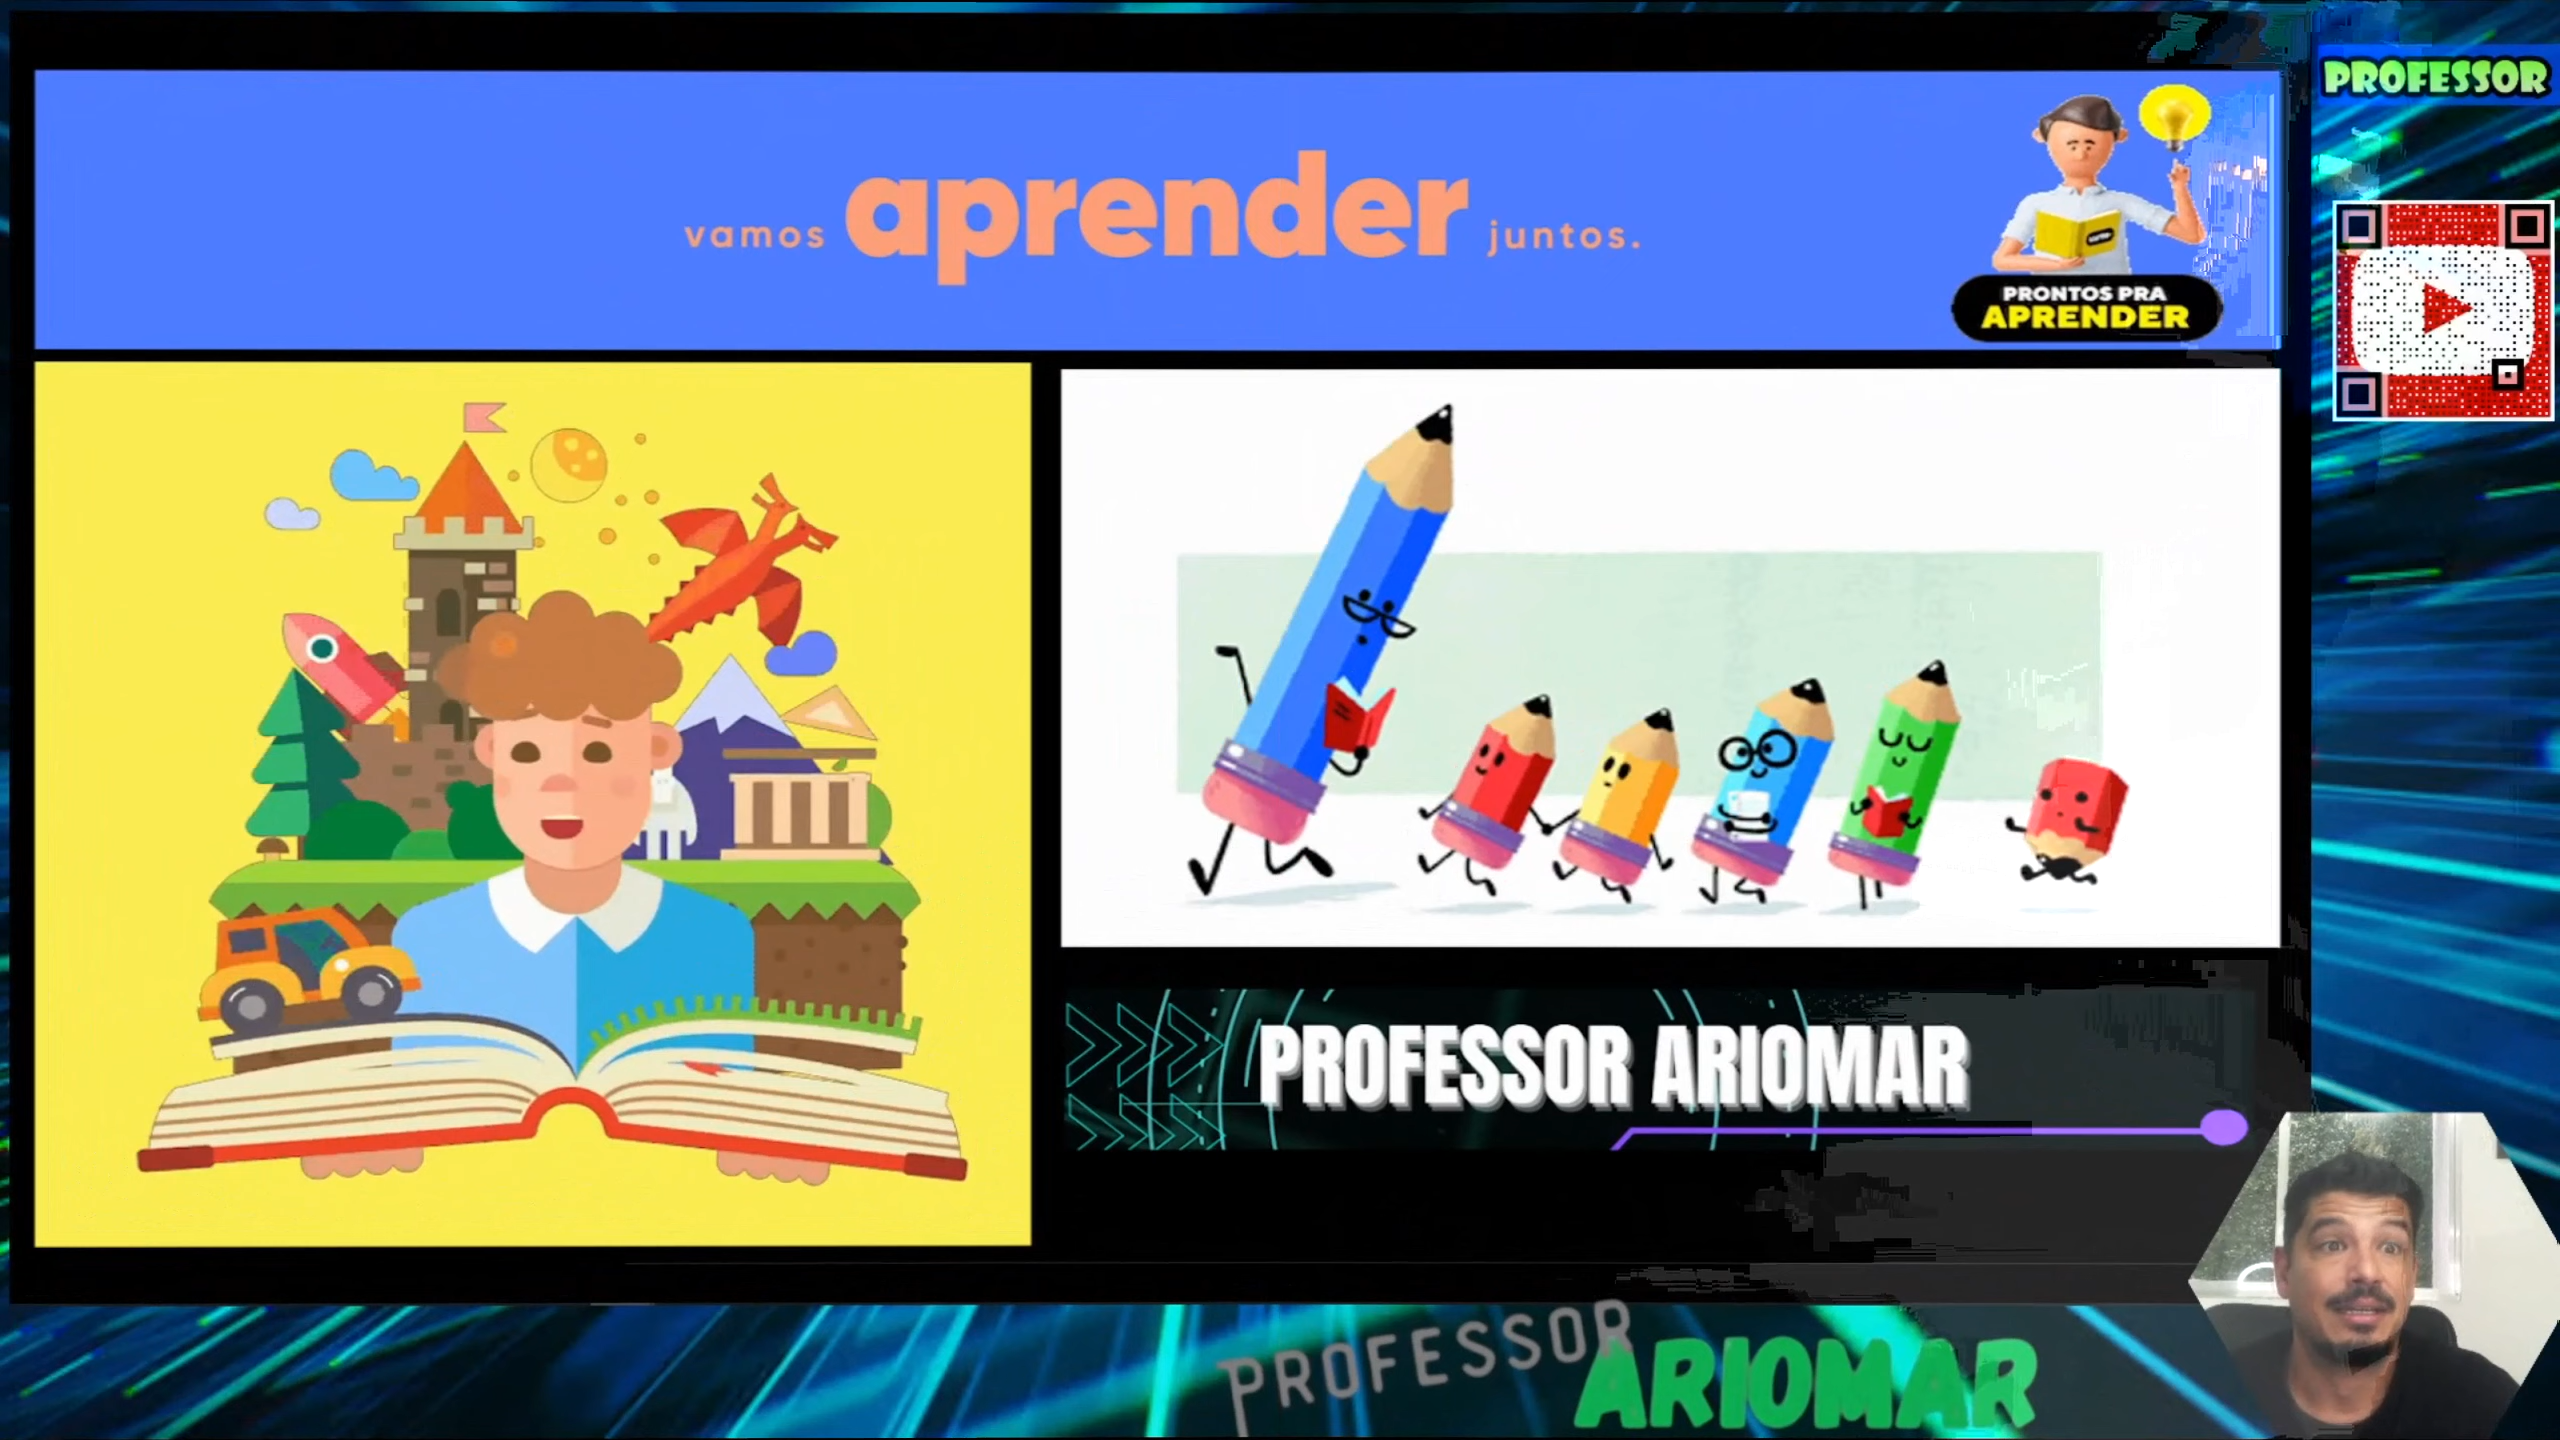 vamos aprender juntos.
PRONTOS PRA
APRENDER
PROFESSOR
PROFESSOR ARIOMAR
PROFESSOR
ARIOMAR